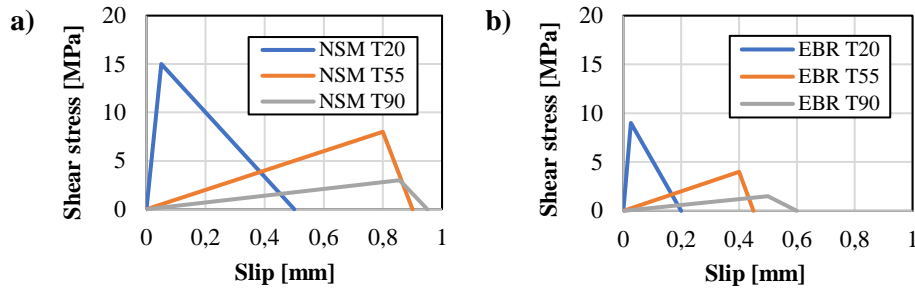 a)
Shear stress [MPa]
20
15
10
5
0
0 0,2 0,4 0,6 0,8 1
Slip [mm]
NSM T20
NSM T55
NSM T90
b)
Shear stress [MPa]
20
15
10
5
0
0 0,2 0,4 0,6 0,8 1
Slip [mm]
EBR T20
EBR T55
EBR T90